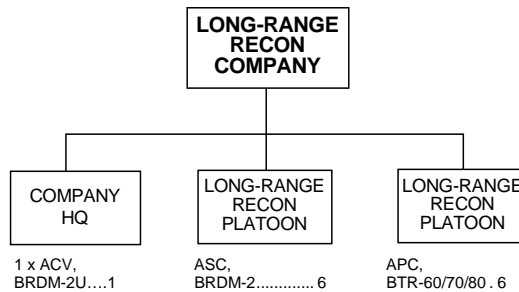 LONG-RANGE
RECON
COMPANY
COMPANY
HQ
LONG-RANGE
RECON
PLATOON
LONG-RANGE
RECON
PLATOON
1 x ACV,
BRDM-2U....1
ASC,
BRDM-2............. 6
APC,
BTR-60/70/80 . 6